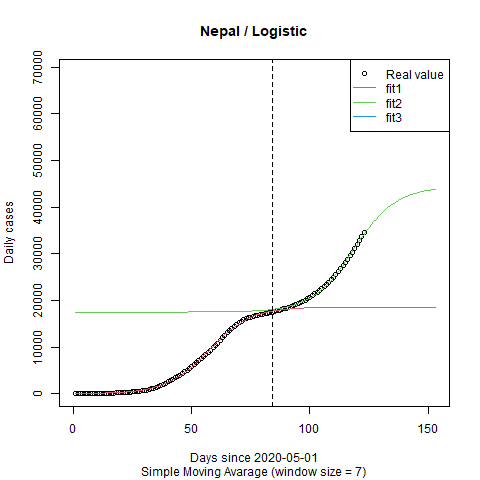 Nepal / Logistic
70000
60000
50000
40000
30000
20000
10000
0
Daily cases
Real value
fit1
fit2
fit3
0
50
100
150
Days since 2020-05-01
Simple Moving Avarage (window size = 7)